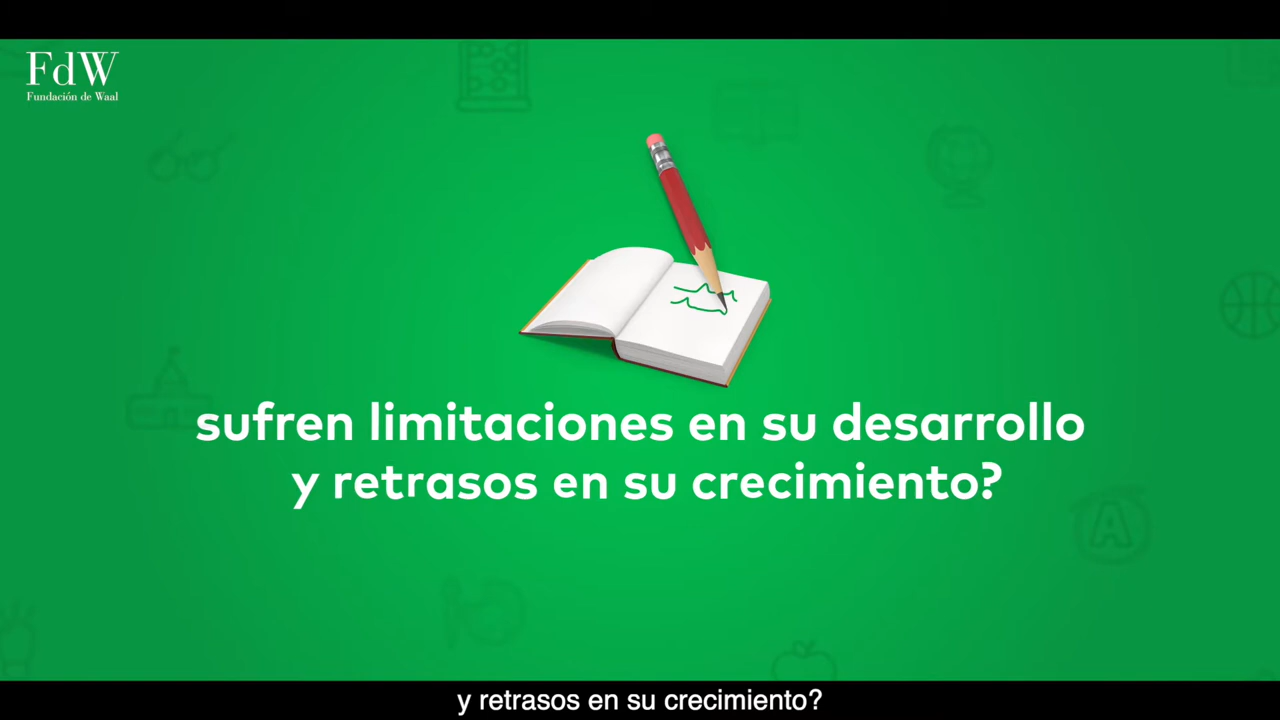 FdW
Fundación de Waal
sufren limitaciones en su desarrollo
y retrasos en su crecimiento?
A
y retrasos en su crecimiento?